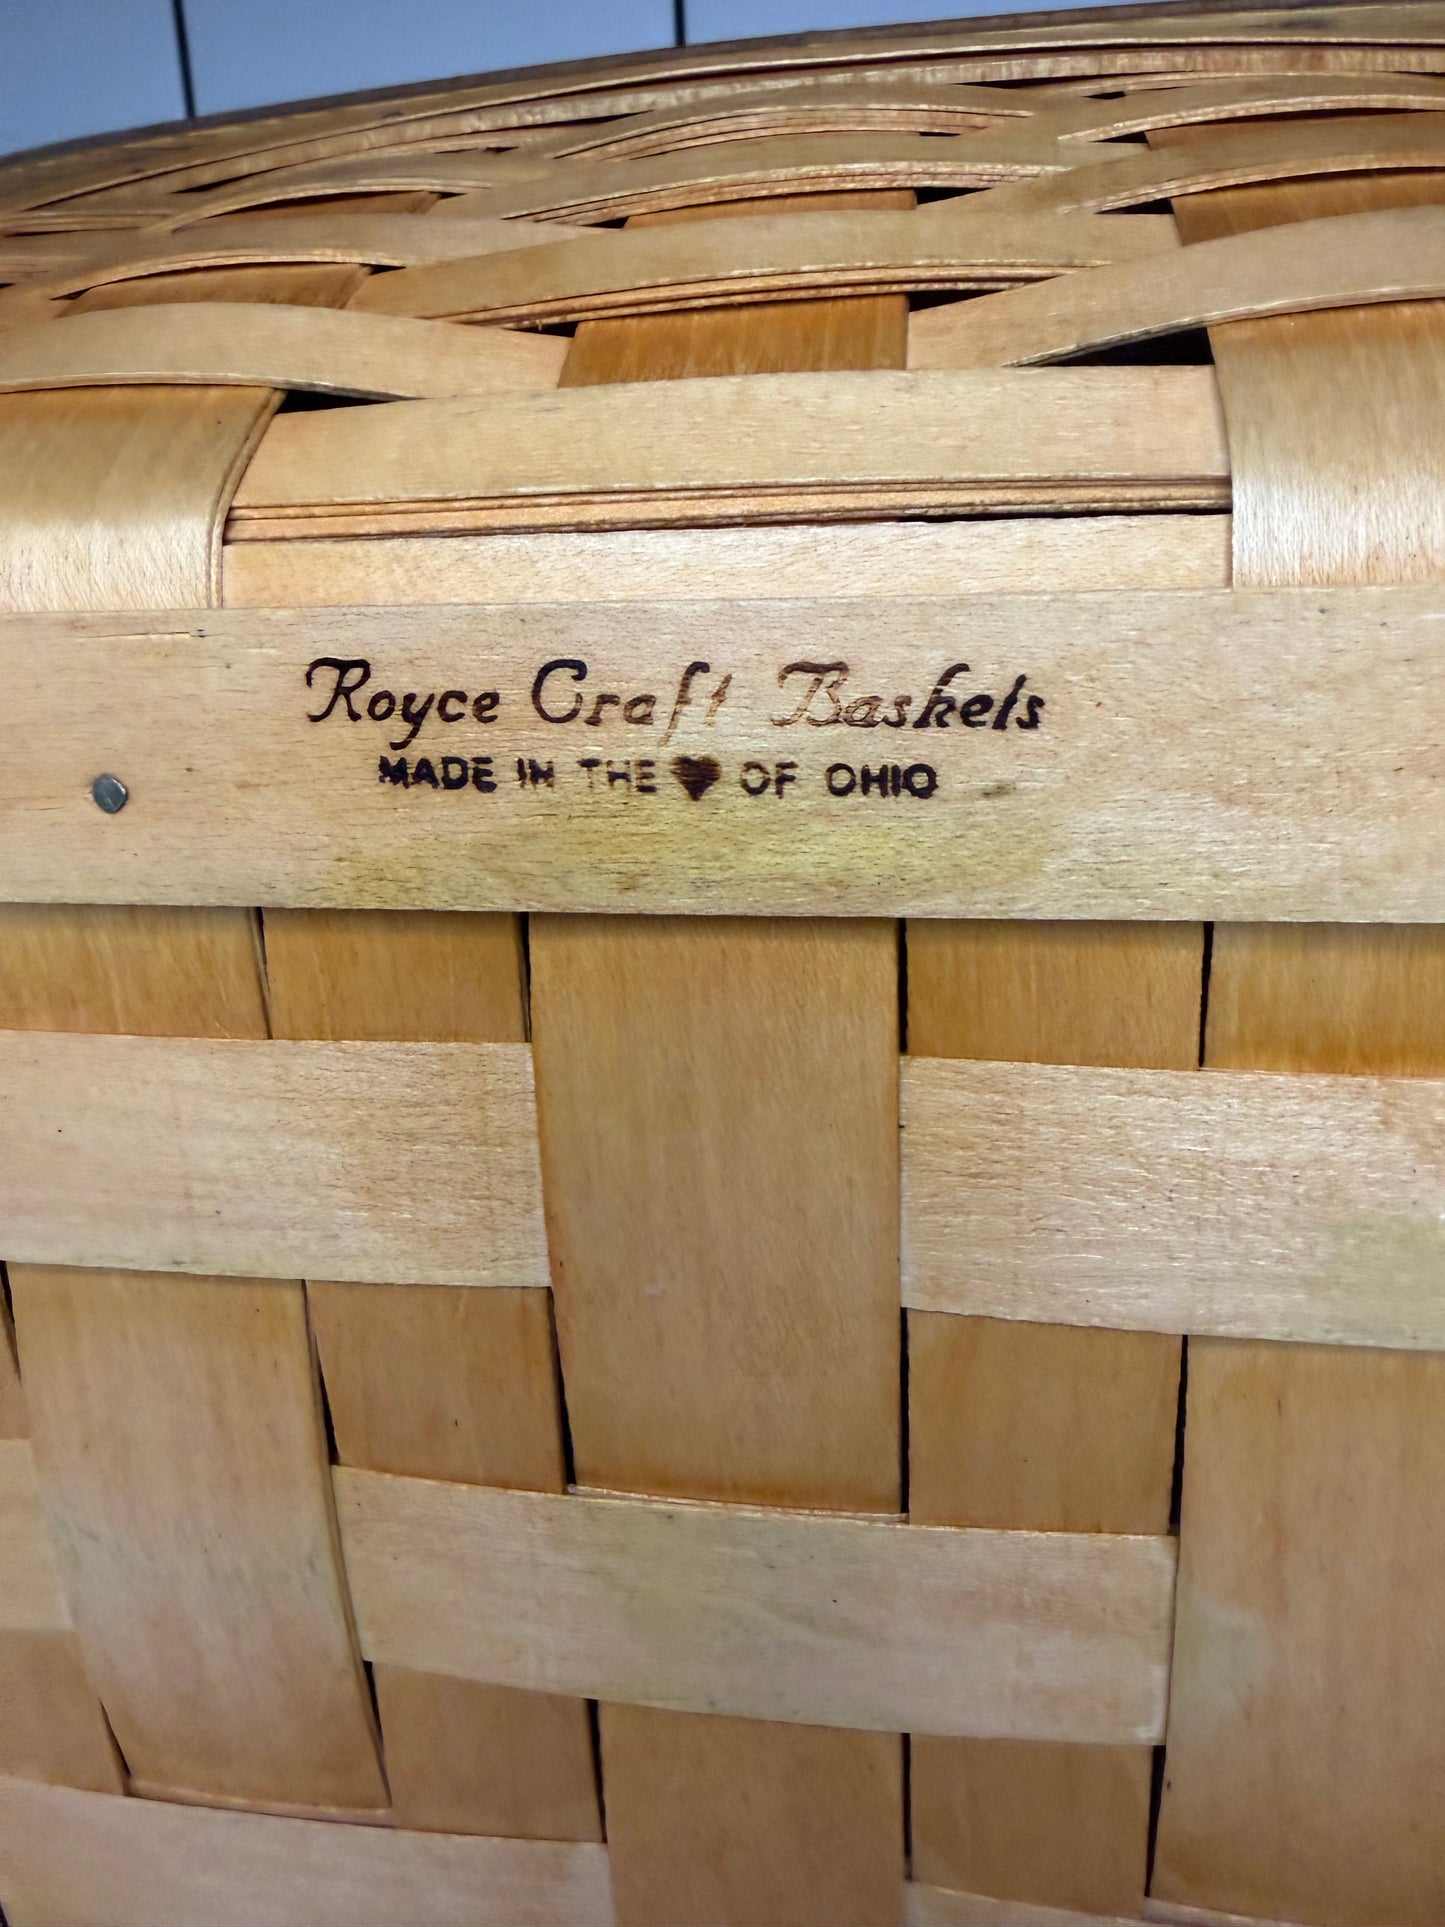 Royce Craft Baskets
MADE IN THE ♥ OF OHIO